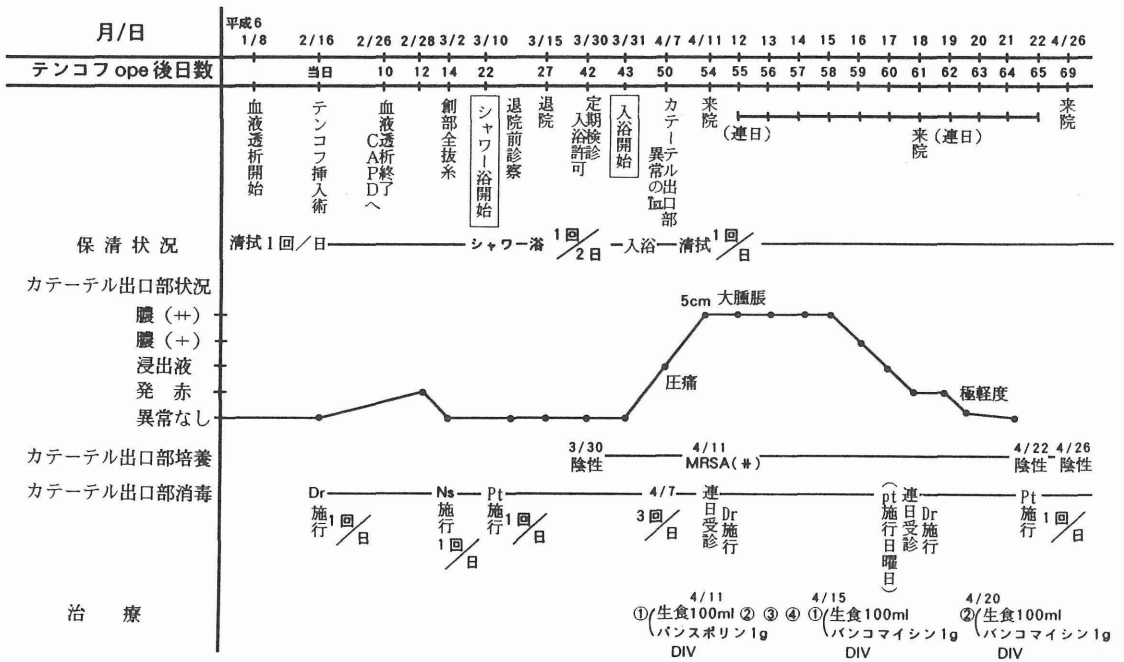 平成6
月/日 1/8 2/16 2/26 2/28 3/2 3/10 3/15 3/30 3/31 4/7 4/11 12 13 14 15 16 17 18 19 20 21 22 4/26
テンコフope後日数 当日 10 12 14 22 27 42 43 50 54 55 56 57 58 59 60 61 62 63 64 65 69
血液透析開始
テンコフ挿入術
血液透析終了
CAPDへ
創部全抜糸
シャワー浴開始
退院前診察
退院
定期検診
入浴許可
入浴開始
カテーテル出口部
異常のTel
来院
(連日)
来院(連日)
来院
保清状況 清拭1回/日 シャワー浴 1回/2日 入浴 清拭 1回/日
カテーテル出口部状況
膿(++) 5cm大腫脹
膿(+)
浸出液 圧痛
発赤 極軽度
異常なし
カテーテル出口部培養 3/30 陰性 4/11 MRSA(#) 4/22 陰性 4/26 陰性
カテーテル出口部消毒 Dr施行 1回/日 Ns施行 1回/日 Pt施行 1回/日 4/7 3回/日 連日受診 Dr施行 (pt施行日曜日) 連日受診 Dr施行 Pt施行 1回/日
治療 4/11 4/15 4/20
①(生食100ml ② ③ ④ ①(生食100ml ②(生食100ml
バンスポリン1g バンコマイシン1g バンコマイシン1g
DIV DIV DIV